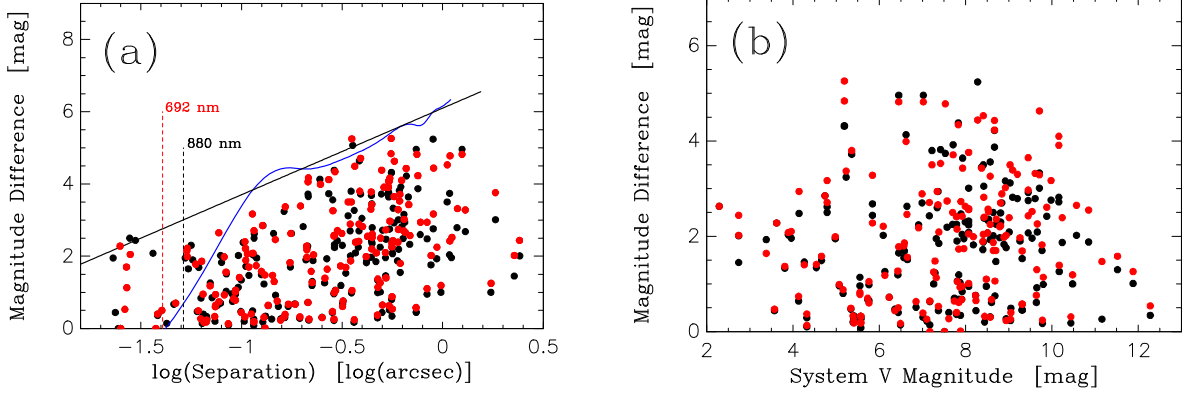 (a)
Magnitude Difference [mag]
8
6
4
2
0
692 nm
880 nm
−1.5
−1
−0.5
0
0.5
log(Separation) [log(arcsec)]
(b)
Magnitude Difference [mag]
6
4
2
0
2
4
6
8
10
12
System V Magnitude [mag]